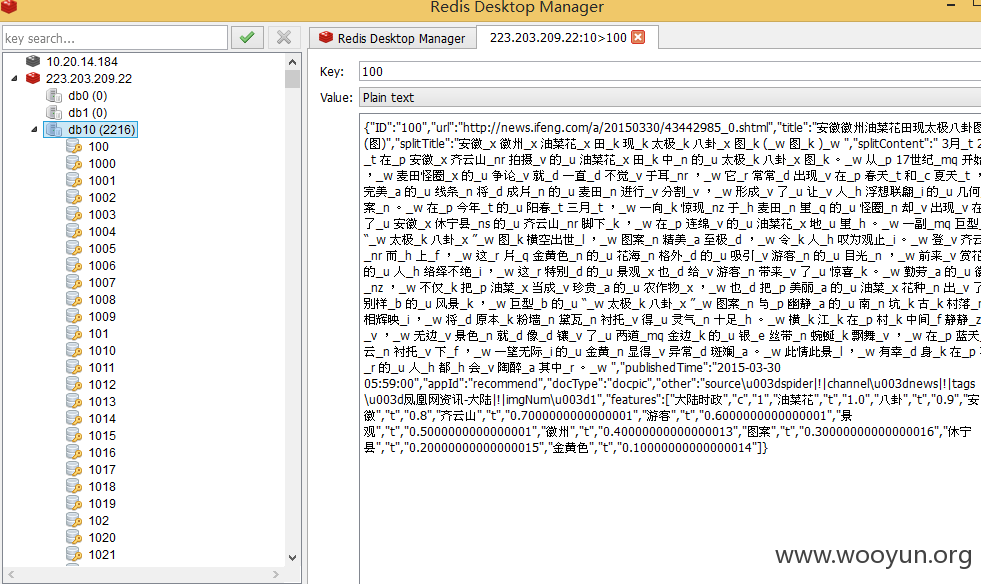 Redis Desktop Manager
key search...
Redis Desktop Manager
223.203.209.22:10>100
10.20.14.184
223.203.209.22
db0 (0)
db1 (0)
db10 (2216)
100
1000
1001
1002
1003
1004
1005
1006
1007
1008
1009
101
1010
1011
1012
1013
1014
1015
1016
1017
1018
1019
102
1020
1021
Key:
100
Value:
Plain text
{"ID":"100","url":"http://news.ifeng.com/a/20150330/43442985_0.shtml","title":"安徽徽州油菜花田现太极八卦图
(图)","splitTitle":"安徽_x 徽州_x 油菜花_x 田_k 现_k 太极_k 八卦_x 图_k (_w 图_k )_w ","splitContent":" 3月_t 2
_t 在_p 安徽_x 齐云山_nr 拍摄_v 的_u 油菜花_x 田_k 中_n 的_u 太极_k 八卦_x 图_k 。_w 从_p 17世纪_mq 开始
，_w 麦田怪圈_x 的_u 争论_v 就_d 一直_d 不觉_v 于耳_nr ，_w 它_r 常常_d 出现_v 在_p 春天_t 和_c 夏天_t ，
完美_a 的_u 线条_n 将_d 成片_n 的_u 麦田_n 进行_v 分割_v ，_w 形成_v 了_u 让_v 人_h 浮想联翩_i 的_u 几何
案_n 。_w 在_p 今年_t 的_u 阳春_t 三月_t ，_w 一向_k 惊现_nz 于_h 麦田_n 里_q 的_u 怪圈_n 却_v 出现_v 在
了_u 安徽_x 休宁县_ns 的_u 齐云山_nr 脚下_k ，_w 在_p 连绵_v 的_u 油菜花_x 地_u 里_h 。_w 一副_mq 巨型
“_w 太极_k 八卦_x ”_w 图_k 横空出世_l ，_w 图案_n 精美_a 至极_d ，_w 令_k 人_h 叹为观止_i 。_w 登_v 齐云
_nr 而_h 上_f ，_w 这_r 片_q 金黄色_n 的_u 花海_n 格外_d 的_u 吸引_v 游客_n 的_u 目光_n ，_w 前来_v 赏花
的_u 人_h 络绎不绝_i ，_w 这_r 特别_d 的_u 景观_x 也_d 给_v 游客_n 带来_v 了_u 惊喜_k 。_w 勤劳_a 的_u 徽
_nz ，_w 不仅_k 把_p 油菜_x 当成_v 珍贵_a 的_u 农作物_x ，_w 也_d 把_p 美丽_a 的_u 油菜_x 花种_n 出_v 了
别样_b 的_u 风景_k ，_w 巨型_b 的_u “_w 太极_k 八卦_x ”_w 图案_n 与_p 幽静_a 的_u 南_n 坑_k 古_k 村落_n
相辉映_i ，_w 将_d 原本_k 粉墙_n 黛瓦_n 衬托_v 得_u 灵气_n 十足_h 。_w 横_k 江_k 在_p 村_k 中间_f 静静_z
_v ，_w 无边_v 景色_n 就_d 像_d 镶_v 了_u 两道_mq 金边_k 的_u 银_e 丝带_n 蜿蜒_k 飘舞_v ，_w 在_p 蓝天_
云_n 衬托_v 下_f ，_w 一望无际_i 的_u 金黄_n 显得_v 异常_d 斑斓_a 。_w 此情此景_l ，_w 有幸_d 身_k 在_p
_r 的_u 人_h 都_h 会_v 陶醉_a 其中_r 。_w ","publishedTime":"2015-03-30
05:59:00","appId":"recommend","docType":"docpic","other":"source\u003dspider|!|channel\u003dnews|!|tags
\u003d凤凰网资讯-大陆|!|imgNum\u003d1","features":["大陆时政","c","1","油菜花","t","1.0","八卦","t","0.9","安
徽","t","0.8","齐云山","t","0.7000000000000001","游客","t","0.6000000000000001","景
观","t","0.5000000000000001","徽州","t","0.40000000000000013","图案","t","0.30000000000000016","休宁
县","t","0.20000000000000015","金黄色","t","0.10000000000000014"]}
www.wooyun.org